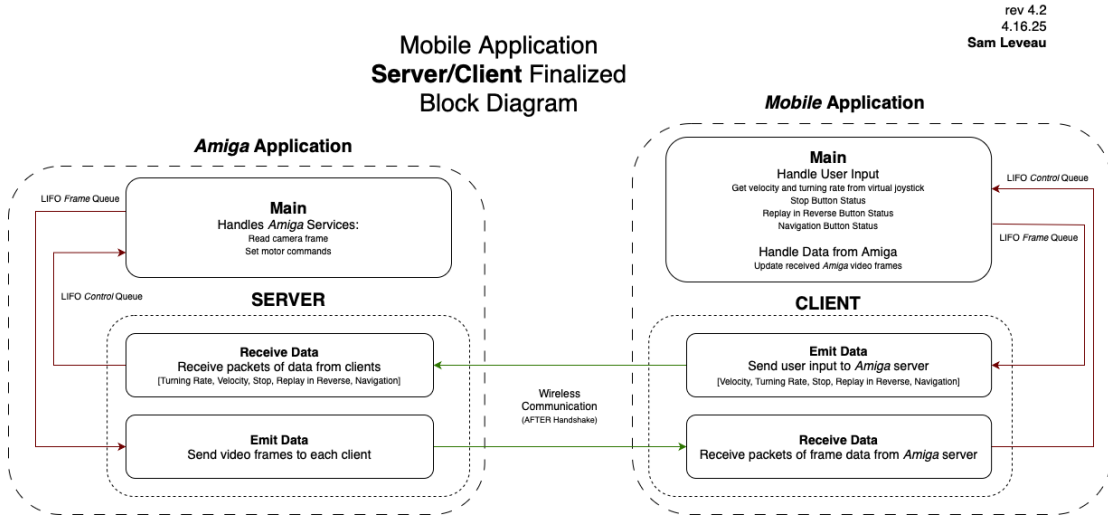 rev 4.2
4.16.25
Sam Leveau
Mobile Application
Server/Client Finalized
Block Diagram
Amiga Application
LIFO Frame Queue
Main
Handles Amiga Services:
Read camera frame
Set motor commands
LIFO Control Queue
SERVER
Receive Data
Receive packets of data from clients
[Turning Rate, Velocity, Stop, Replay in Reverse, Navigation]
Emit Data
Send video frames to each client
Wireless
Communication
(AFTER Handshake)
Mobile Application
Main
Handle User Input
Get velocity and turning rate from virtual joystick
Stop Button Status
Replay in Reverse Button Status
Navigation Button Status
Handle Data from Amiga
Update received Amiga video frames
LIFO Control Queue
LIFO Frame Queue
CLIENT
Emit Data
Send user input to Amiga server
[Velocity, Turning Rate, Stop, Replay in Reverse, Navigation]
Receive Data
Receive packets of frame data from Amiga server